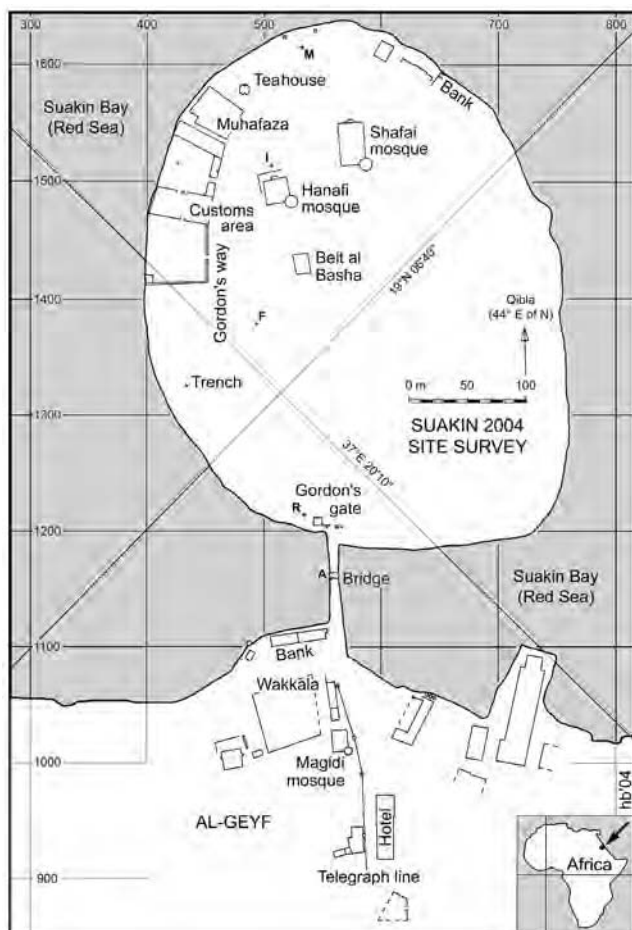 300
400
500
600
700
800
1600
M
Teahouse
Bank
Suakin Bay
(Red Sea)
Muhafaza
Shafai
mosque
1500
I
Hanafi
mosque
Customs
area
Beit al
Basha
19°N 06'40"
Gordon's way
1400
F
Qibla
(44° E of N)
Trench
0 m 50 100
1300
SUAKIN 2004
SITE SURVEY
37°E 20'10"
Gordon's
gate
R
1200
A
Bridge
Suakin Bay
(Red Sea)
1100
Bank
Wakkala
1000
Magidi
mosque
hb'04
AL-GEYF
Hotel
Africa
Telegraph line
900